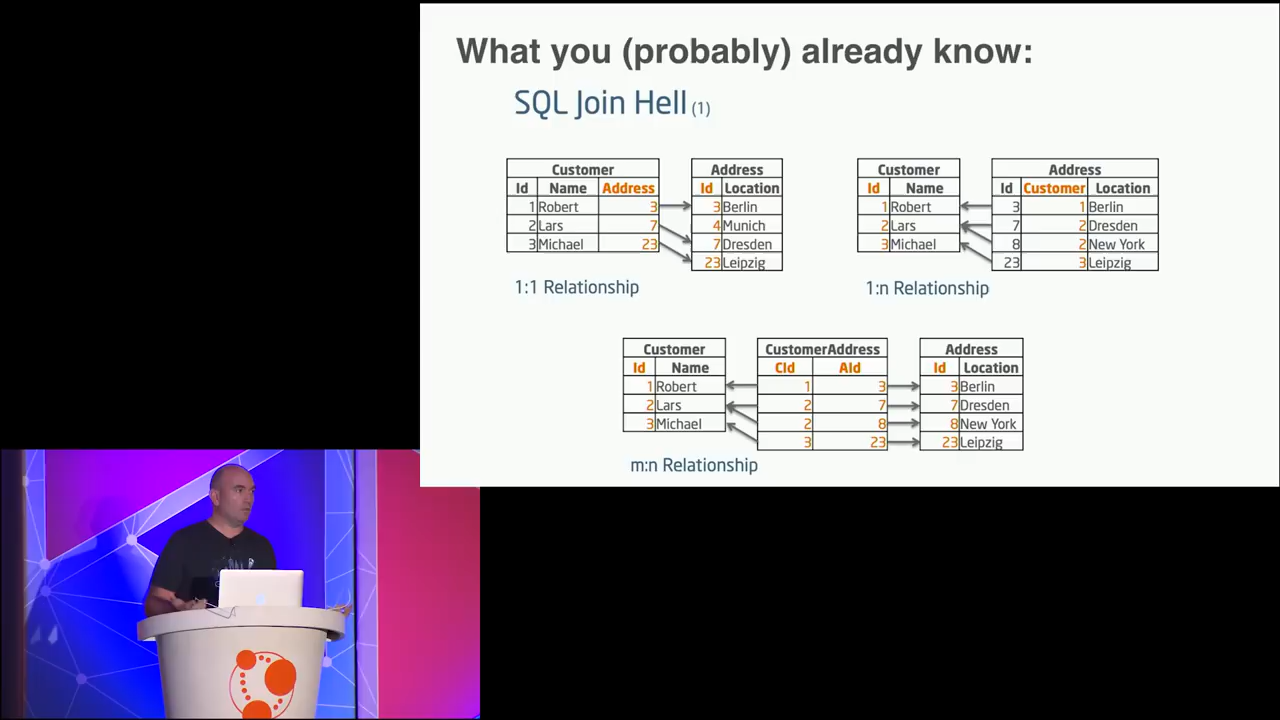 What you (probably) already know:
SQL Join Hell (1)
Customer
Id Name Address
1 Robert 3
2 Lars 7
3 Michael 23
Address
Id Location
3 Berlin
4 Munich
7 Dresden
23 Leipzig
1:1 Relationship
Customer
Id Name
1 Robert
2 Lars
3 Michael
Address
Id Customer Location
3 1 Berlin
7 2 Dresden
8 2 New York
23 3 Leipzig
1:n Relationship
Customer
Id Name
1 Robert
2 Lars
3 Michael
CustomerAddress
CId AId
1 3
2 7
2 8
3 23
Address
Id Location
3 Berlin
7 Dresden
8 New York
23 Leipzig
m:n Relationship